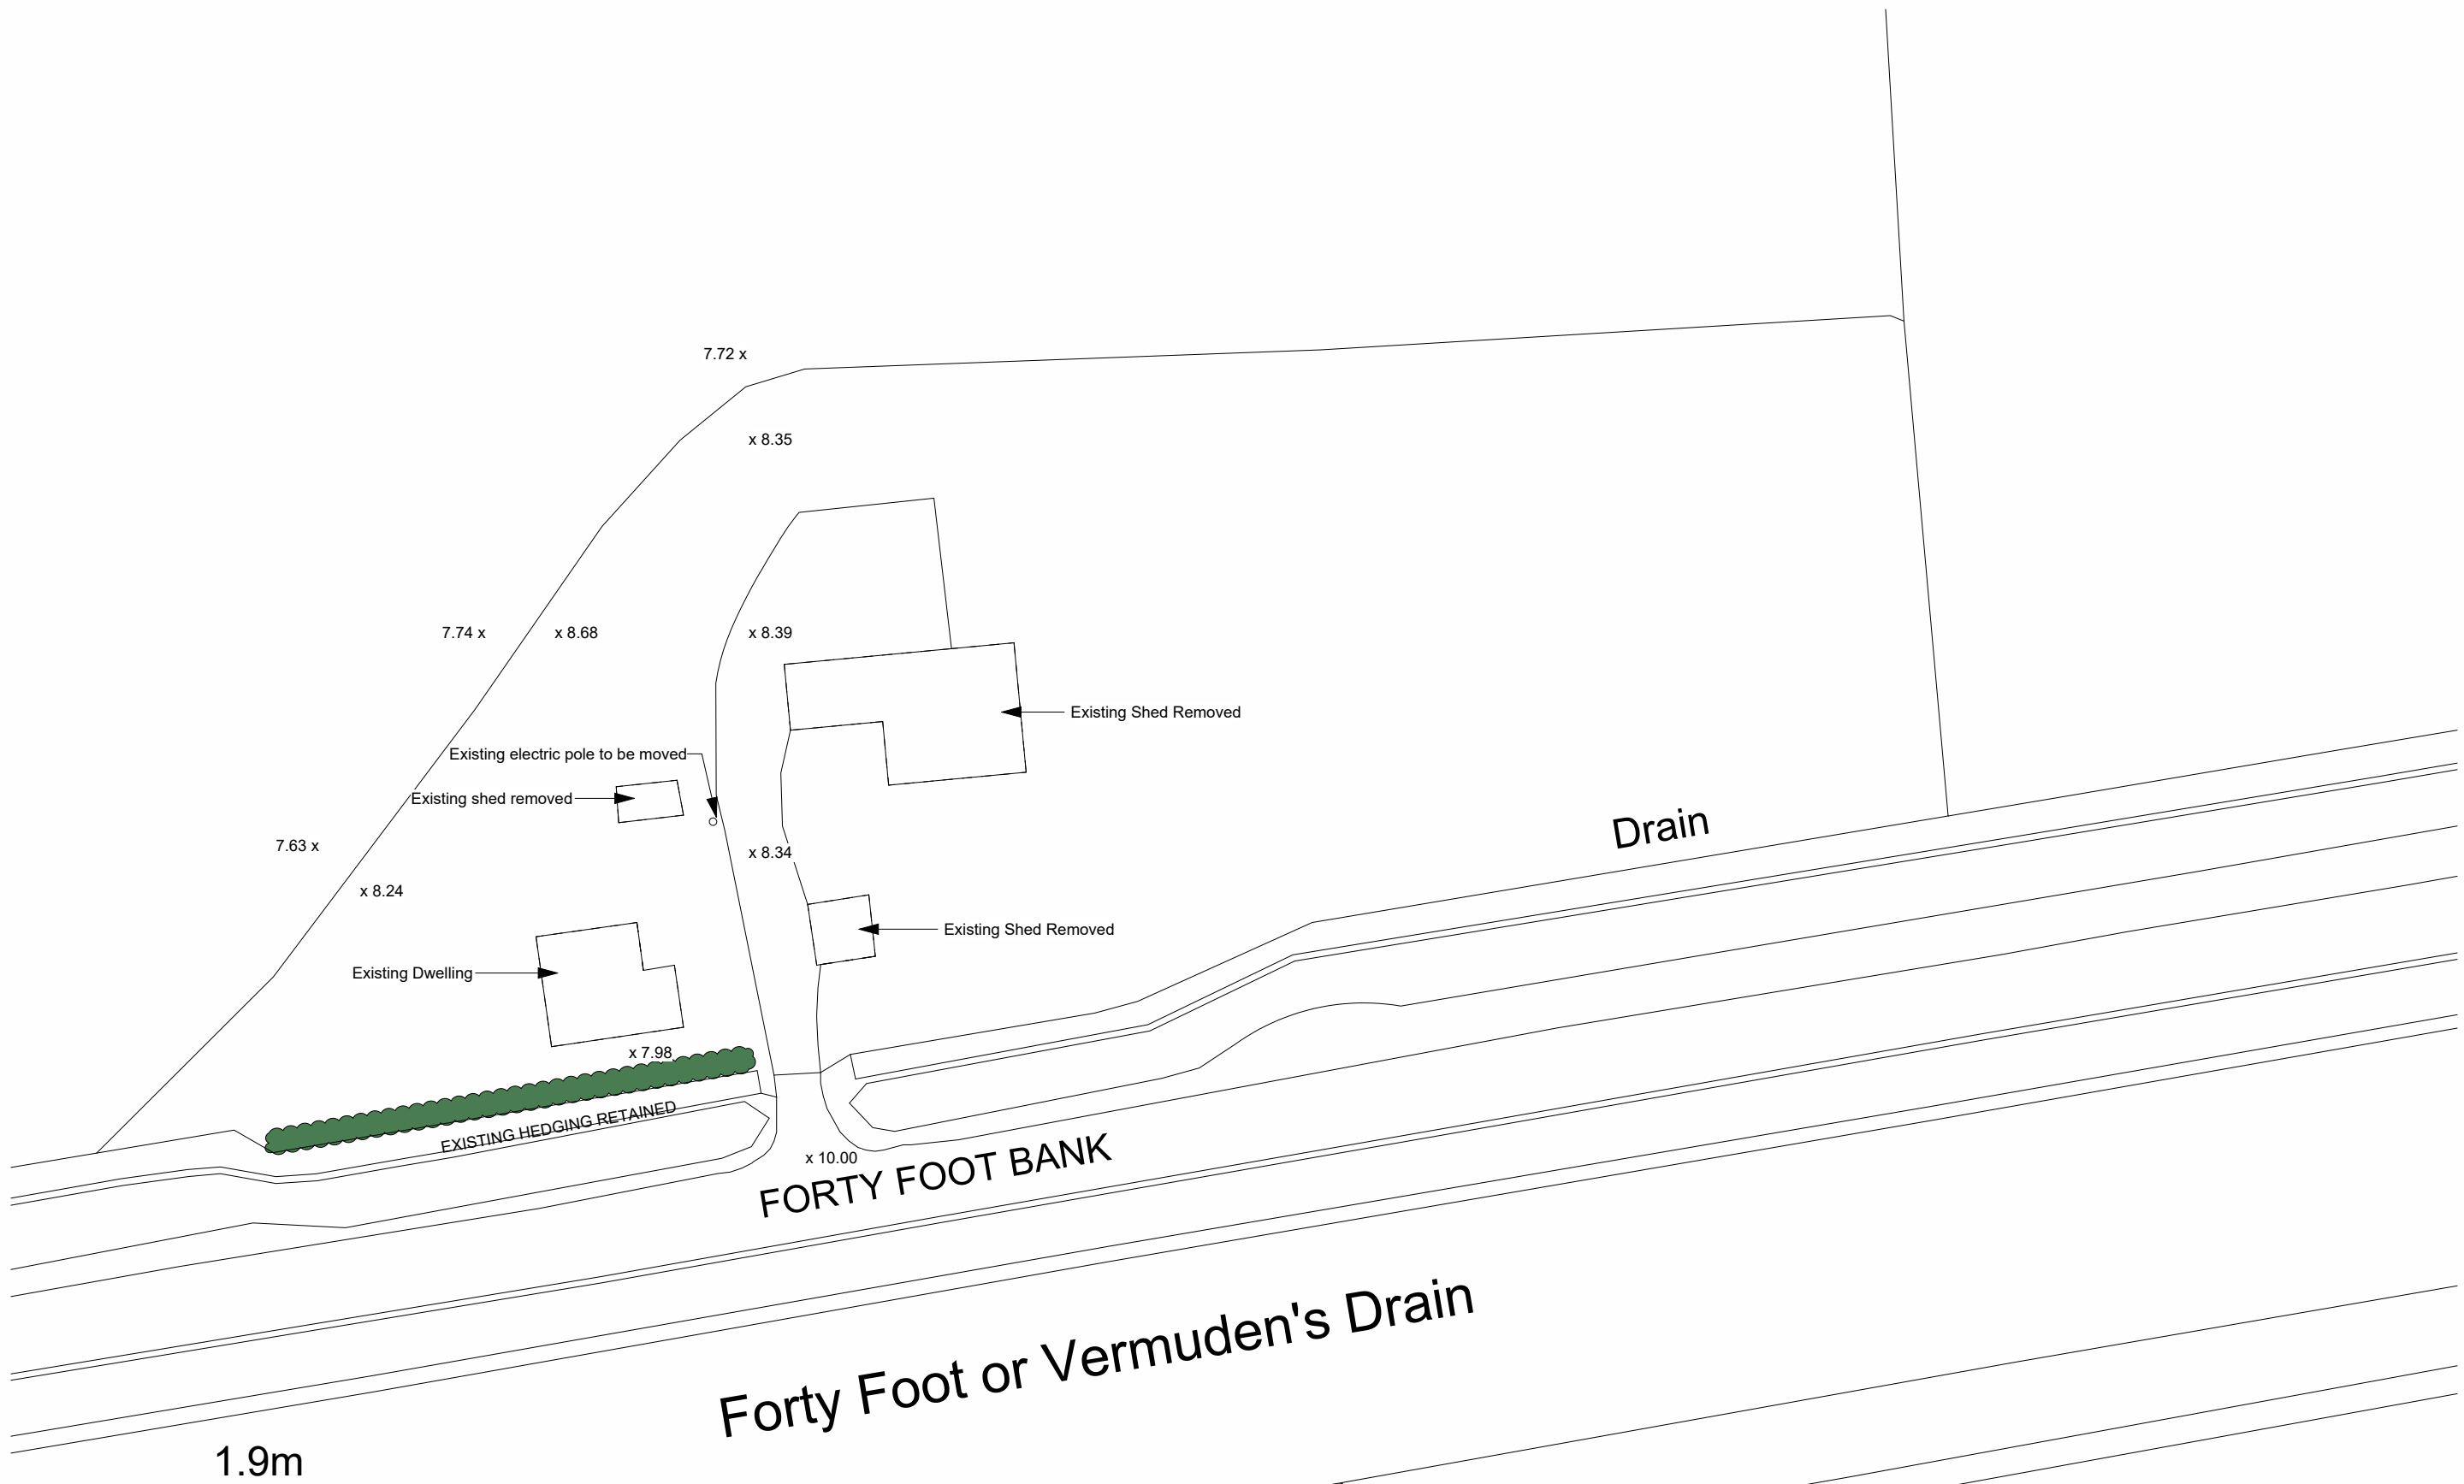 7.72 x
x 8.35
7.74 x
x 8.68
x 8.39
Existing Shed Removed
Existing electric pole to be moved
Existing shed removed
Drain
7.63 x
x 8.34
x 8.24
Existing Shed Removed
Existing Dwelling
x 7.98
EXISTING HEDGING RETAINED
x 10.00
FORTY FOOT BANK
Forty Foot or Vermuden's Drain
1.9m